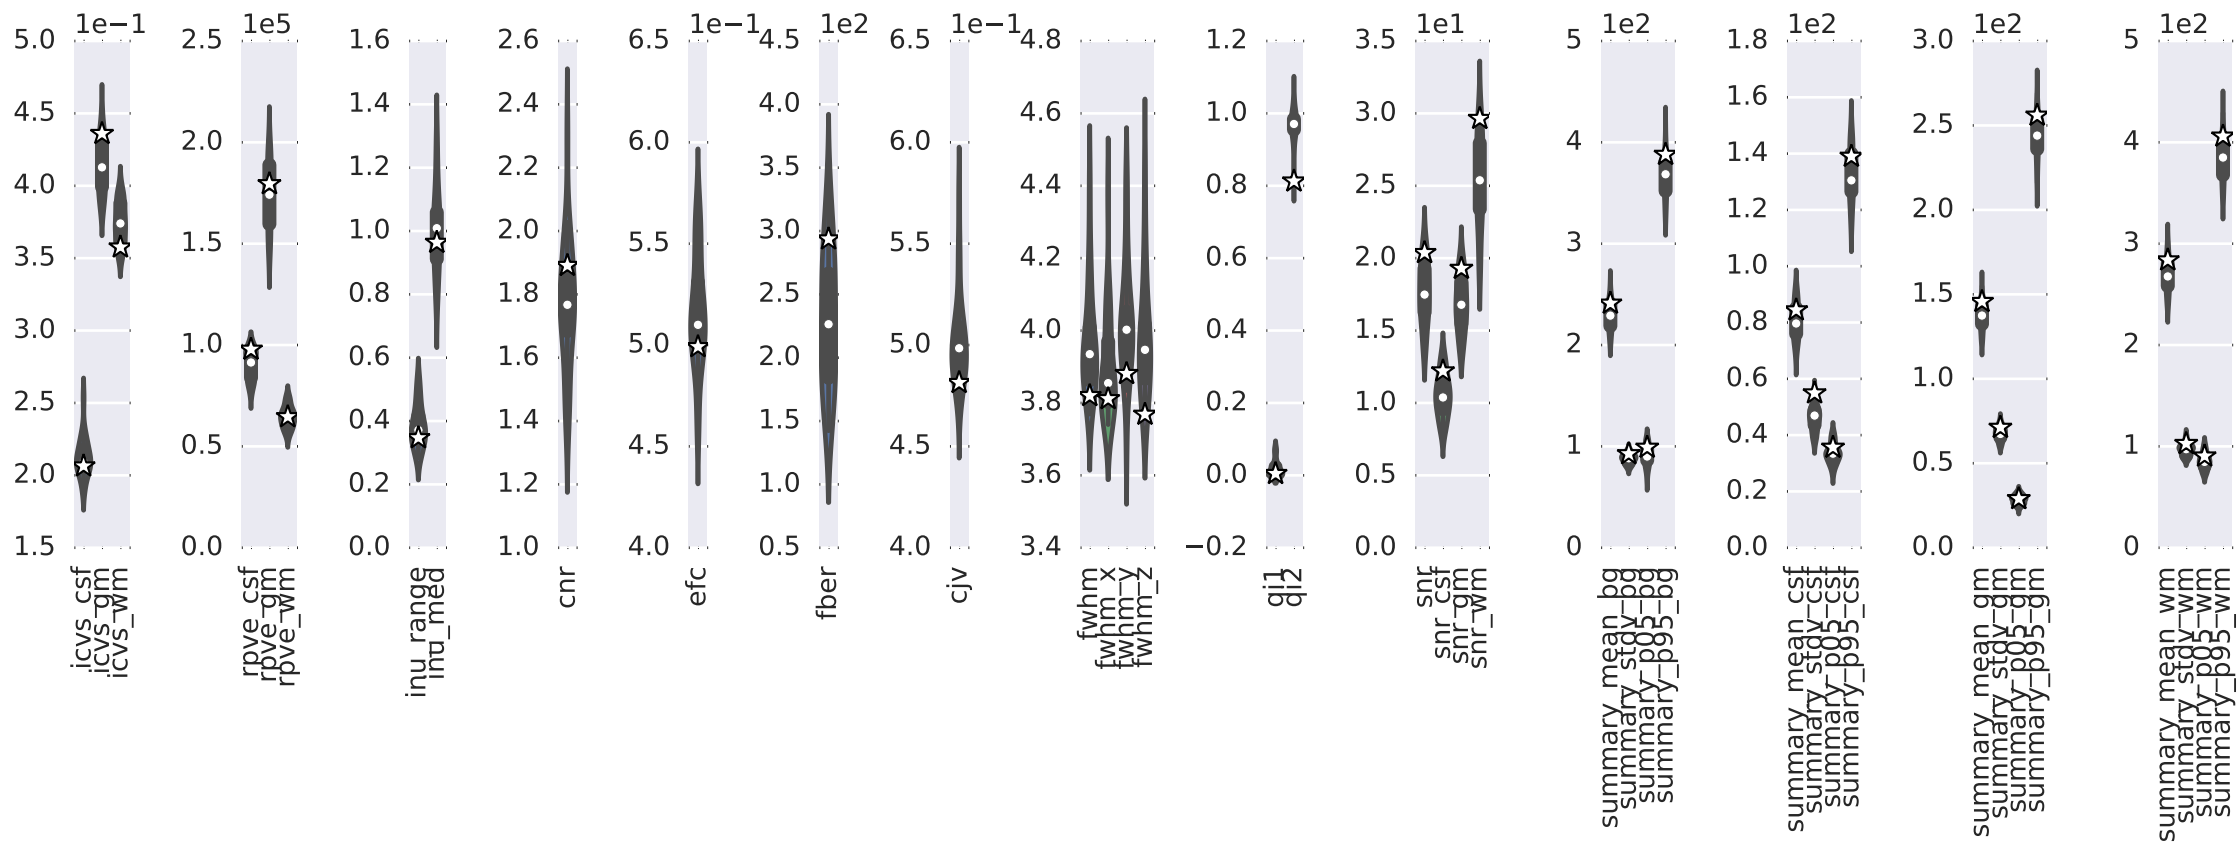 1e−1
5.0
4.5
4.0
3.5
3.0
2.5
2.0
1.5
icvs_csf
icvs_gm
icvs_wm
1e5
2.5
2.0
1.5
1.0
0.5
0.0
rpve_csf
rpve_gm
rpve_wm
1.6
1.4
1.2
1.0
0.8
0.6
0.4
0.2
0.0
inu_range
inu_med
2.6
2.4
2.2
2.0
1.8
1.6
1.4
1.2
1.0
cnr
1e−1
6.5
6.0
5.5
5.0
4.5
4.0
efc
1e2
4.5
4.0
3.5
3.0
2.5
2.0
1.5
1.0
0.5
fber
1e−1
6.5
6.0
5.5
5.0
4.5
4.0
cjv
4.8
4.6
4.4
4.2
4.0
3.8
3.6
3.4
fwhm
fwhm_x
fwhm_y
fwhm_z
1.2
1.0
0.8
0.6
0.4
0.2
0.0
−0.2
qi1
qi2
1e1
3.5
3.0
2.5
2.0
1.5
1.0
0.5
0.0
snr
snr_csf
snr_gm
snr_wm
1e2
5
4
3
2
1
0
summary_mean_bg
summary_stdv_bg
summary_p05_bg
summary_p95_bg
1e2
1.8
1.6
1.4
1.2
1.0
0.8
0.6
0.4
0.2
0.0
summary_mean_csf
summary_stdv_csf
summary_p05_csf
summary_p95_csf
1e2
3.0
2.5
2.0
1.5
1.0
0.5
0.0
summary_mean_gm
summary_stdv_gm
summary_p05_gm
summary_p95_gm
1e2
5
4
3
2
1
0
summary_mean_wm
summary_stdv_wm
summary_p05_wm
summary_p95_wm